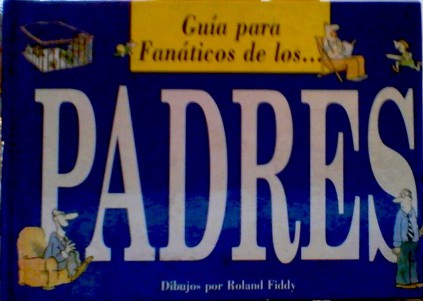 Guía para
Fanáticos de los...
PADRES
Dibujos por Roland Fiddy